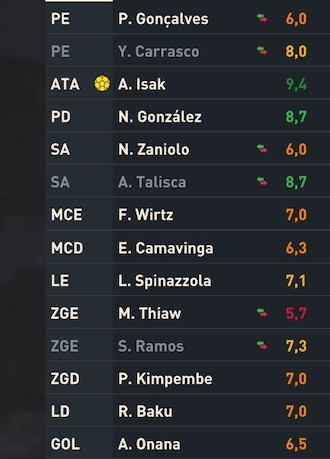 PE P. Gonçalves 6,0
PE Y. Carrasco 8,0
ATA A. Isak 9,4
PD N. González 8,7
SA N. Zaniolo 6,0
SA A. Talisca 8,7
MCE F. Wirtz 7,0
MCD E. Camavinga 6,3
LE L. Spinazzola 7,1
ZGE M. Thiaw 5,7
ZGE S. Ramos 7,3
ZGD P. Kimpembe 7,0
LD R. Baku 7,0
GOL A. Onana 6,5